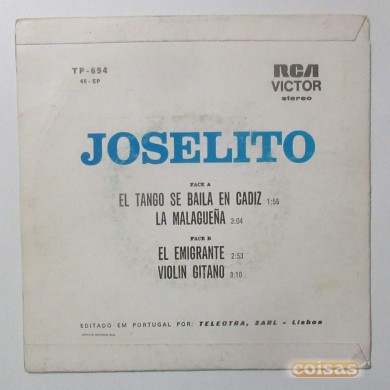 TP-654
45-EP
RCA
VICTOR
stereo
JOSELITO
FACE A
EL TANGO SE BAILA EN CADIZ 1:56
LA MALAGUEÑA 3:04
FACE B
EL EMIGRANTE 2:53
VIOLIN GITANO 3:10
EDITADO EM PORTUGAL POR: TELECTRA, SARL - Lisboa
coisas